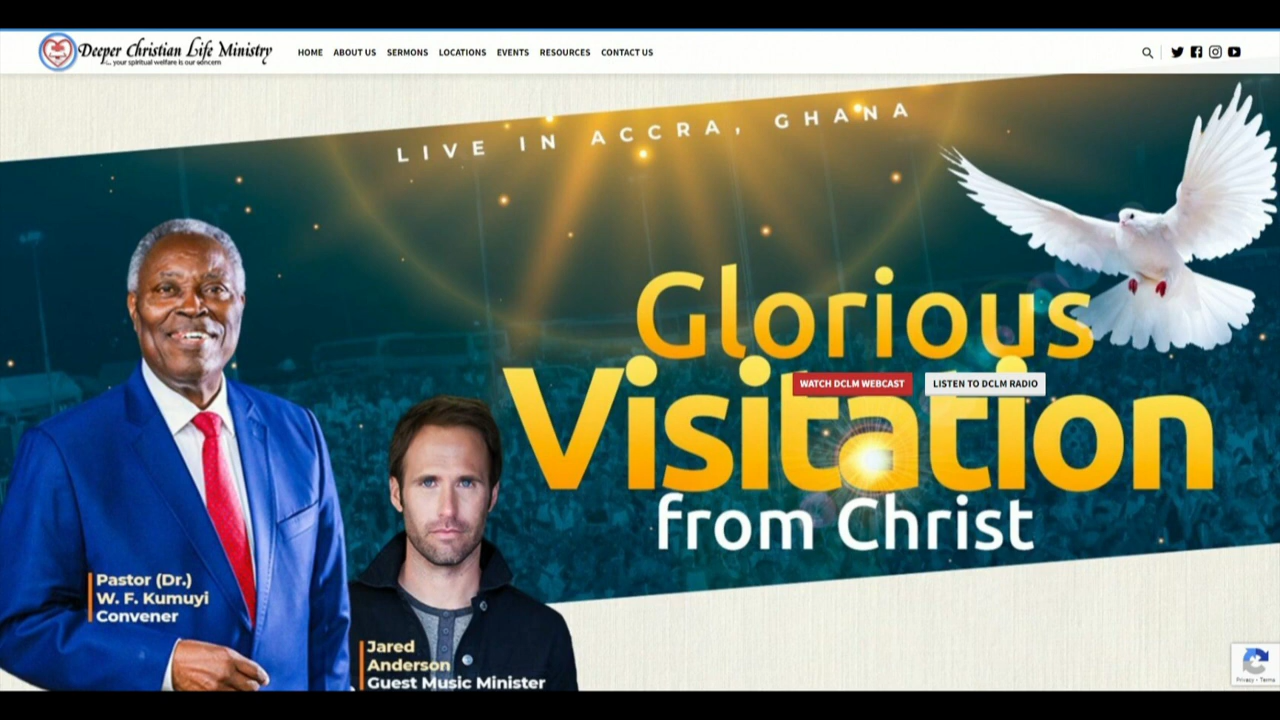 Deeper Christian Life Ministry
... your spiritual welfare is our concern
HOME ABOUT US SERMONS LOCATIONS EVENTS RESOURCES CONTACT US
LIVE IN ACCRA, GHANA
Glorious
Visitation
from Christ
WATCH DCLM WEBCAST LISTEN TO DCLM RADIO
Pastor (Dr.)
W. F. Kumuyi
Convener
Jared
Anderson
Guest Music Minister
Privacy - Terms